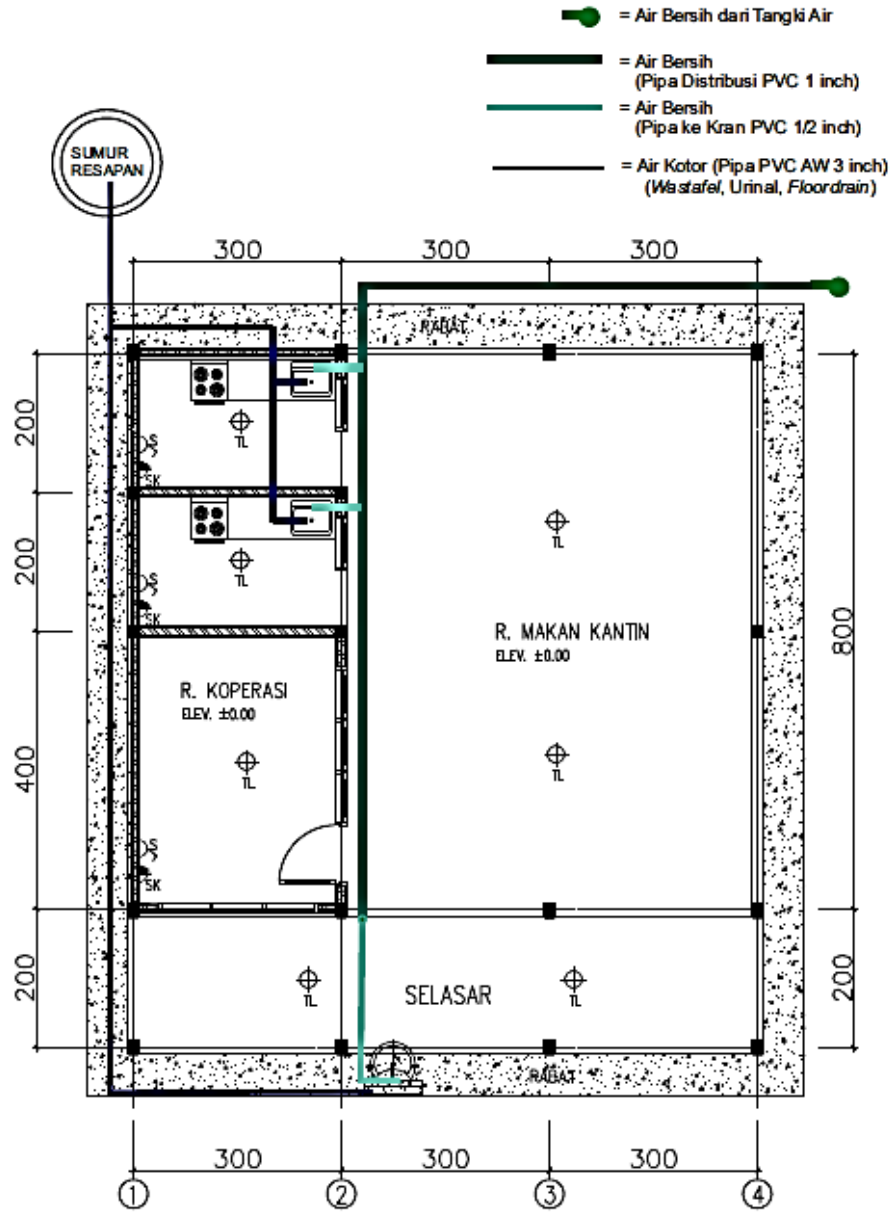 = Air Bersih dari Tangki Air
= Air Bersih
(Pipa Distribusi PVC 1 inch)
= Air Bersih
(Pipa ke Kran PVC 1/2 inch)
= Air Kotor (Pipa PVC AW 3 inch)
(Wastafel, Urinal, Floordrain)
SUMUR
RESAPAN
300 300 300
RABAT
200
TL
S
SK
200
TL
TL
S
SK
R. MAKAN KANTIN
ELEV. ±0.00
800
R. KOPERASI
ELEV. ±0.00
400
TL
TL
S
SK
200
TL
SELASAR
TL
200
RABAT
300 300 300
1 2 3 4